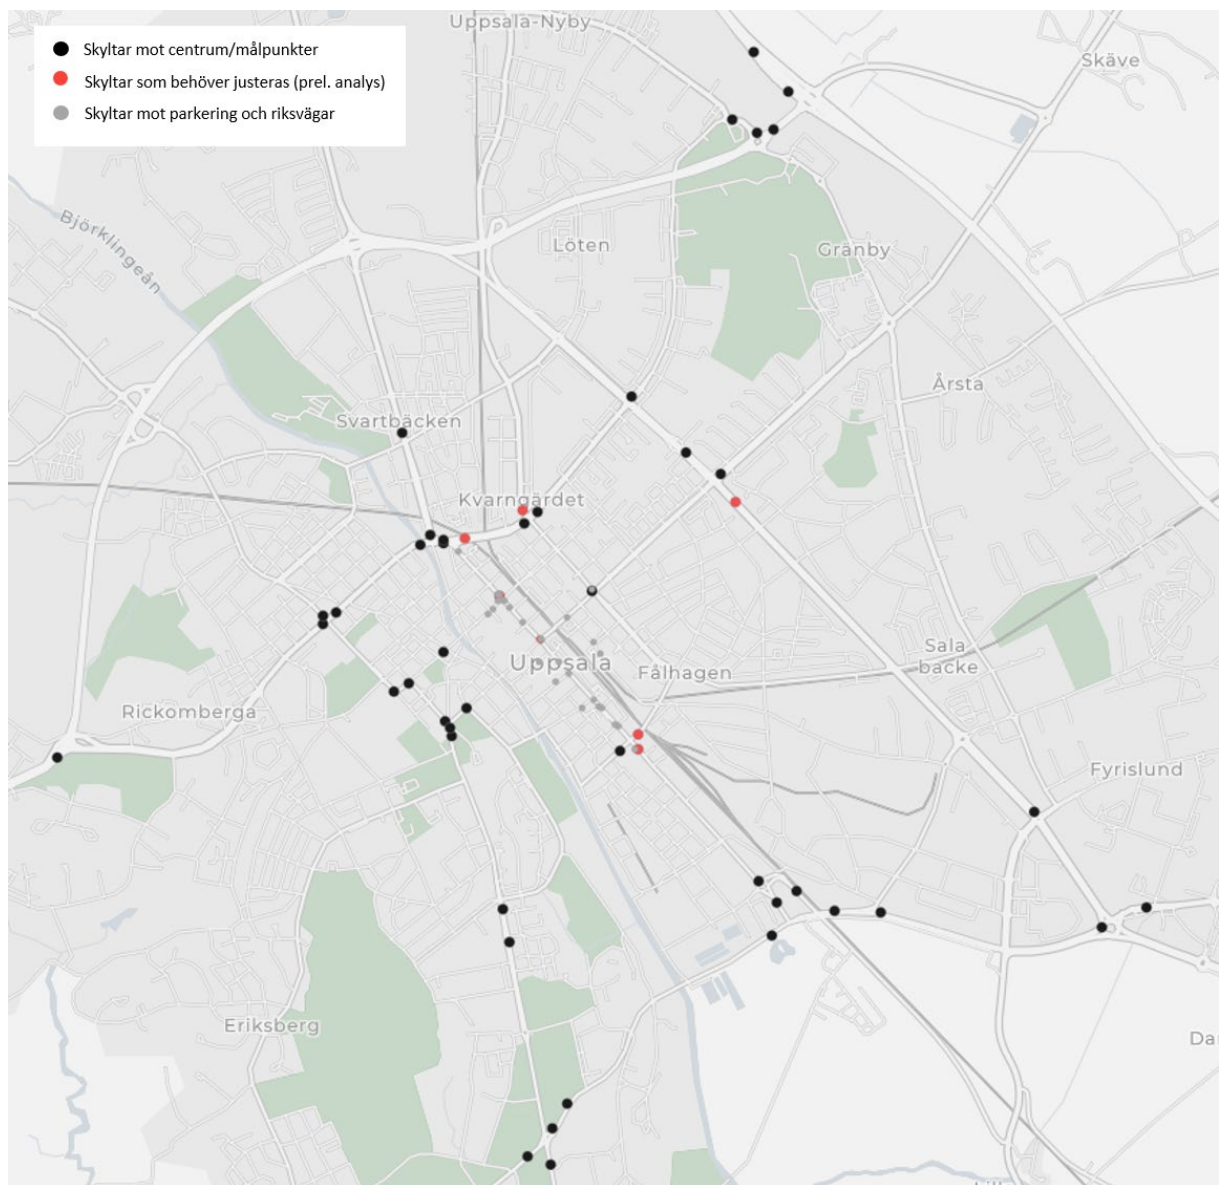 Uppsala-Nyby
Skyltar mot centrum/målpunkter
Skäve
Skyltar som behöver justeras (prel. analys)
Skyltar mot parkering och riksvägar
Björklingeån
Löten
Gränby
Årsta
Svartbäcken
Kvarngärdet
Sala
backe
Uppsala
Fålhagen
Rickomberga
Fyrislund
Eriksberg
Da